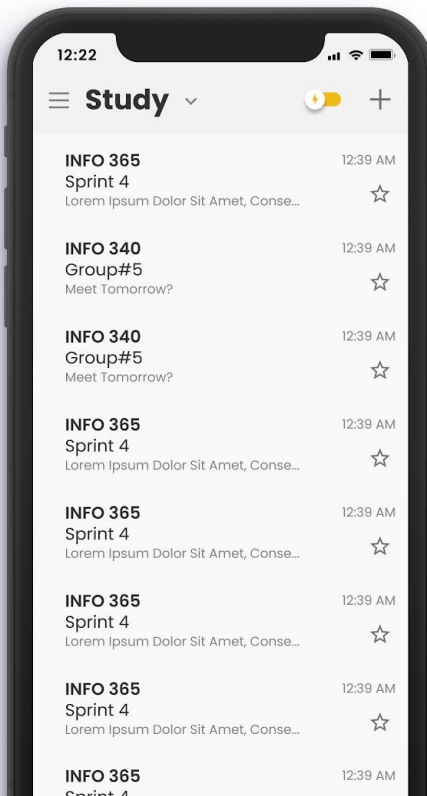 12:22
Study
INFO 365 12:39 AM
Sprint 4
Lorem Ipsum Dolor Sit Amet, Conse...
INFO 340 12:39 AM
Group#5
Meet Tomorrow?
INFO 340 12:39 AM
Group#5
Meet Tomorrow?
INFO 365 12:39 AM
Sprint 4
Lorem Ipsum Dolor Sit Amet, Conse...
INFO 365 12:39 AM
Sprint 4
Lorem Ipsum Dolor Sit Amet, Conse...
INFO 365 12:39 AM
Sprint 4
Lorem Ipsum Dolor Sit Amet, Conse...
INFO 365 12:39 AM
Sprint 4
Lorem Ipsum Dolor Sit Amet, Conse...
INFO 365 12:39 AM
Sprint 4